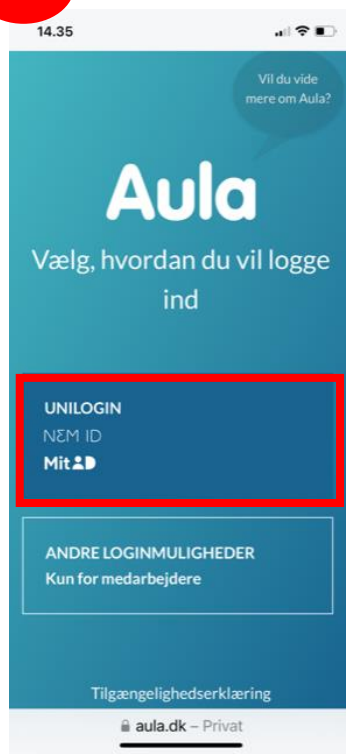 14.35
Vil du vide
mere om Aula?
Aula
Vælg, hvordan du vil logge
ind
UNILOGIN
NEM ID
MitID
ANDRE LOGINMULIGHEDER
Kun for medarbejdere
Tilgængelighedserklæring
aula.dk – Privat